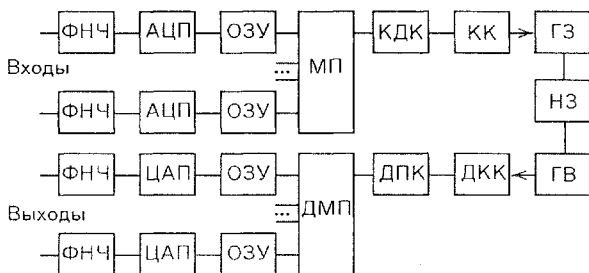 ФНЧ АЦП ОЗУ МП КДК КК ГЗ
Входы ...
НЗ
ФНЧ АЦП ОЗУ
ФНЧ ЦАП ОЗУ ДМП ДПК ДКК ГВ
Выходы ...
ФНЧ ЦАП ОЗУ